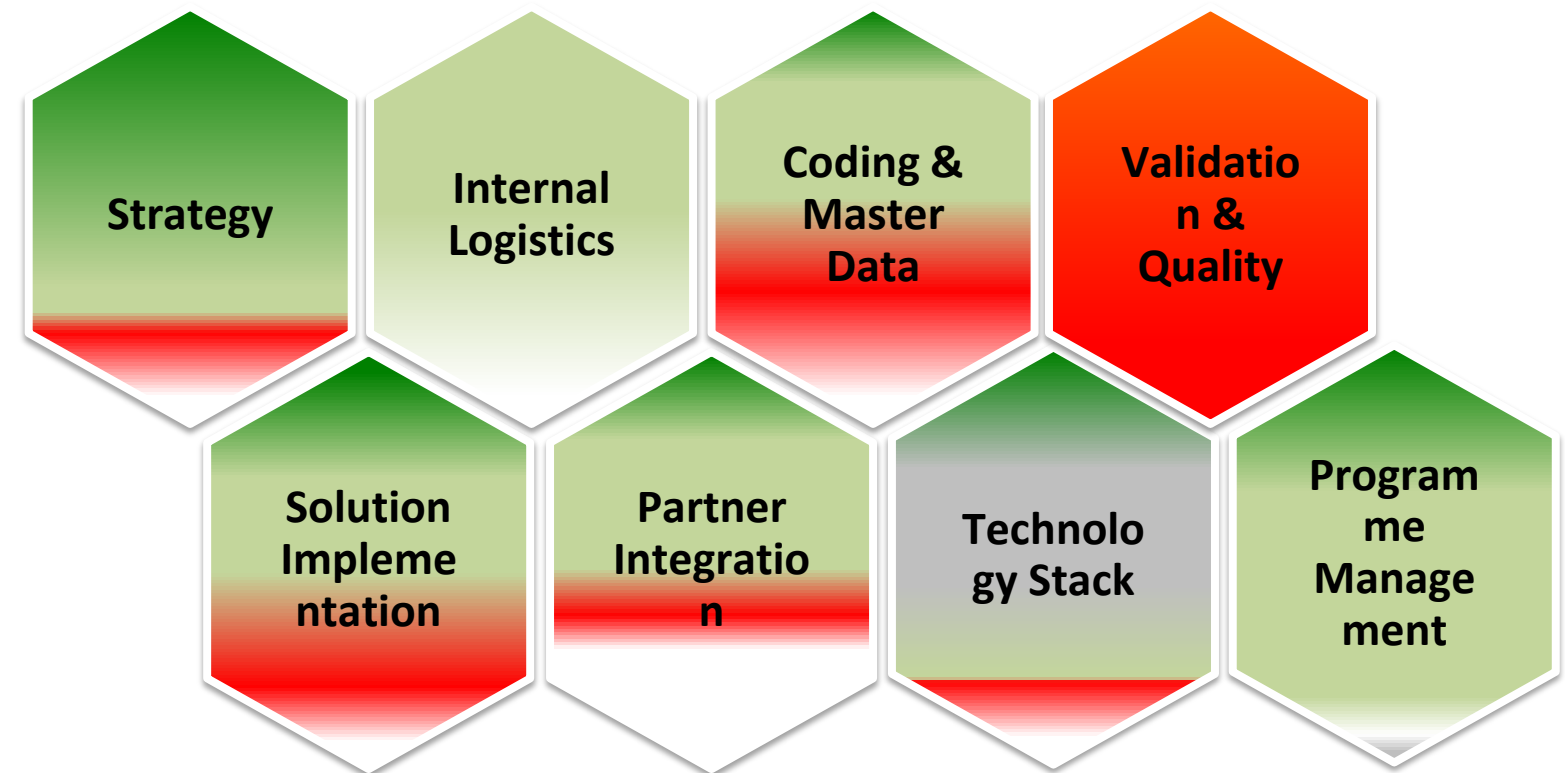 Strategy
Internal
Logistics
Coding &
Master
Data
Validatio
n &
Quality
Solution
Impleme
ntation
Partner
Integratio
n
Technolo
gy Stack
Program
me
Manage
ment